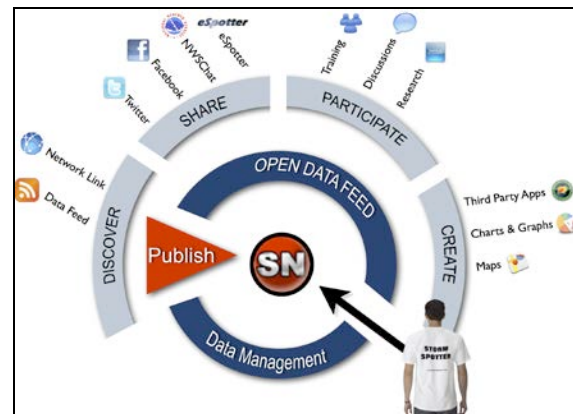 eSpotter
eSpotter
NWSChat
Facebook
Twitter
SHARE
Training
Discussions
Research
PARTICIPATE
Network Link
Data Feed
DISCOVER
OPEN DATA FEED
Third Party Apps
Charts & Graphs
Maps
CREATE
Publish
SN
Data Management
STORM
SPOTTER